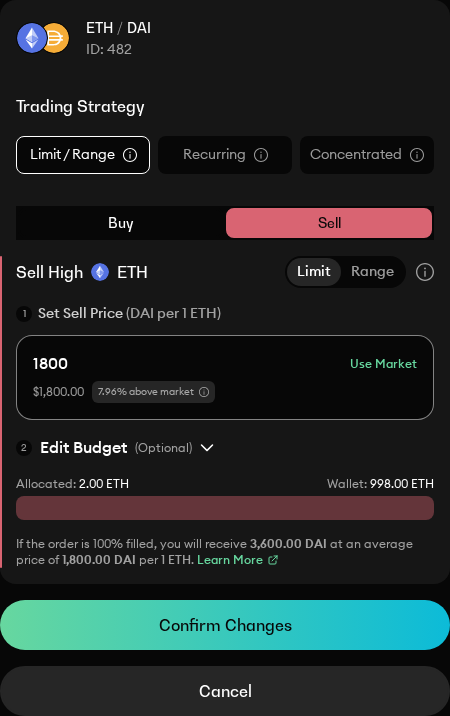 ETH / DAI
ID: 482
Trading Strategy
Limit / Range
Recurring
Concentrated
Buy
Sell
Sell High ETH
Limit
Range
1 Set Sell Price (DAI per 1 ETH)
1800
Use Market
$1,800.00
7.96% above market
2 Edit Budget (Optional)
Allocated: 2.00 ETH
Wallet: 998.00 ETH
If the order is 100% filled, you will receive 3,600.00 DAI at an average
price of 1,800.00 DAI per 1 ETH. Learn More
Confirm Changes
Cancel